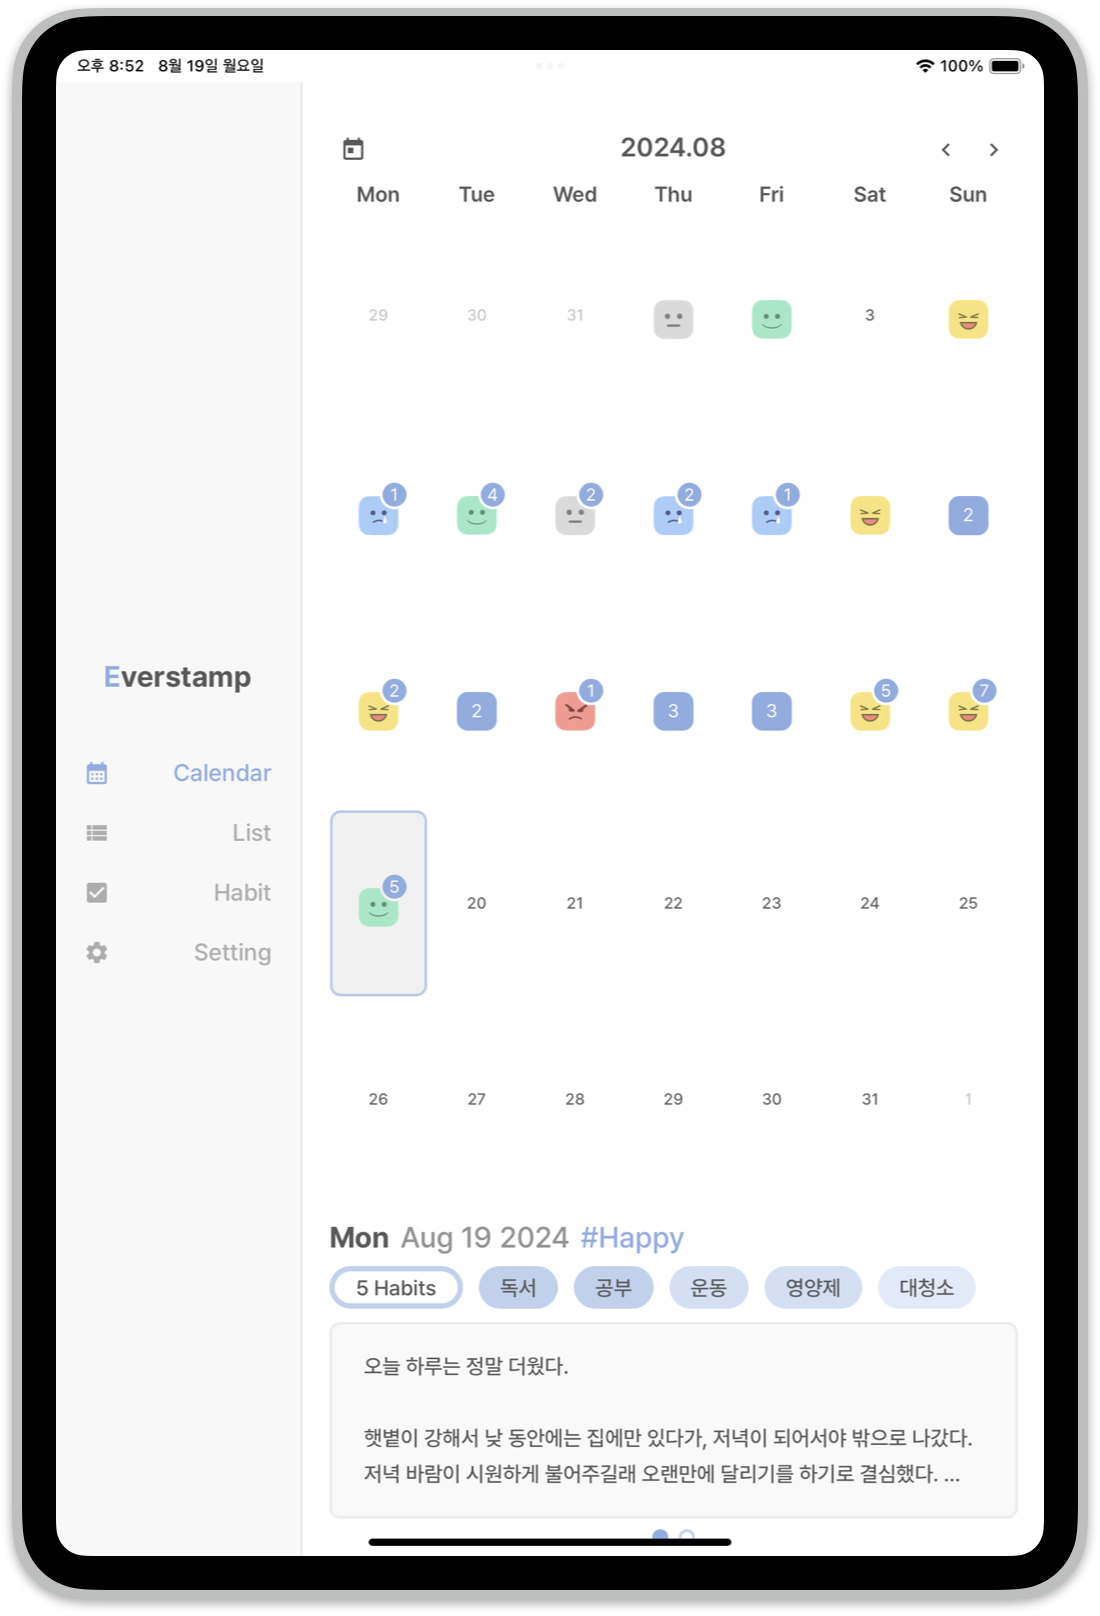 오후 8:52 8월 19일 월요일 100%
Everstamp
Calendar
List
Habit
Setting
2024.08
Mon Tue Wed Thu Fri Sat Sun
29 30 31 3
1 4 2 2 1 2
2 2 1 3 3 5 7
5 20 21 22 23 24 25
26 27 28 29 30 31 1
Mon Aug 19 2024 #Happy
5 Habits 독서 공부 운동 영양제 대청소
오늘 하루는 정말 더웠다.
햇볕이 강해서 낮 동안에는 집에만 있다가, 저녁이 되어서야 밖으로 나갔다.
저녁 바람이 시원하게 불어주길래 오랜만에 달리기를 하기로 결심했다. ...